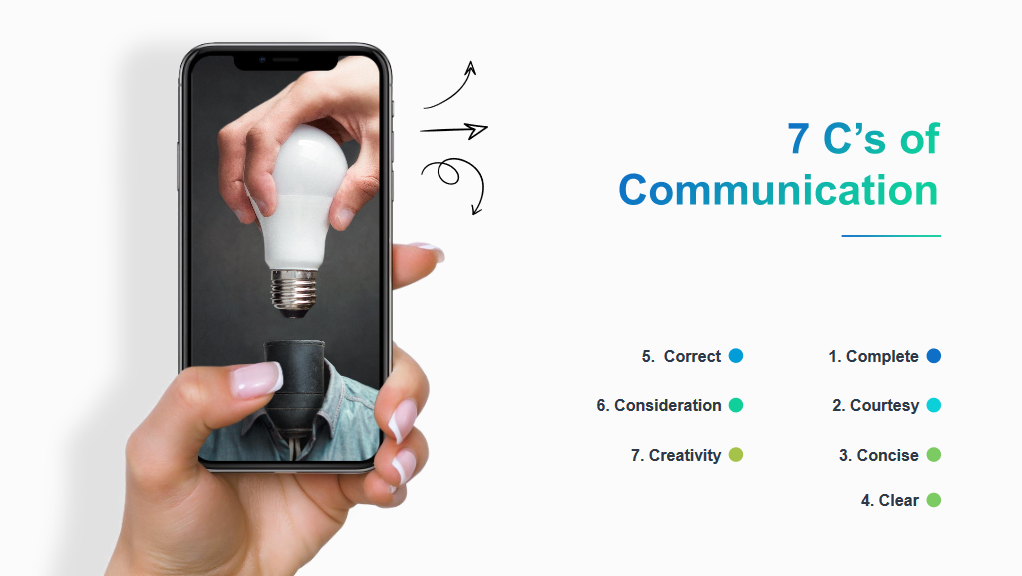 7 C’s of
Communication
1. Complete
2. Courtesy
3. Concise
4. Clear
5.  Correct
6. Consideration
7. Creativity